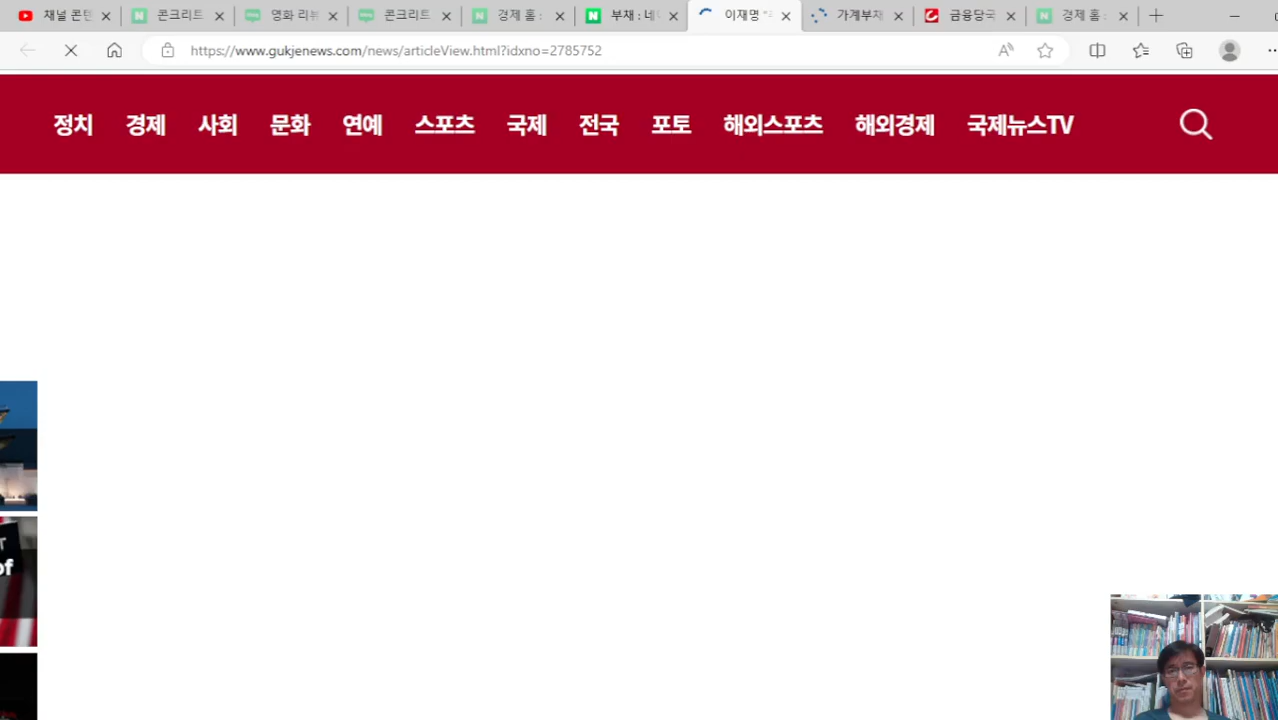 채널 콘텐
콘크리트
영화 리뷰
콘크리트
경제 홈 :
부채 : 네이
이재명 "
가계부채
금융당국
경제 홈 :
https://www.gukjenews.com/news/articleView.html?idxno=2785752
정치 경제 사회 문화 연예 스포츠 국제 전국 포토 해외스포츠 해외경제 국제뉴스TV
of